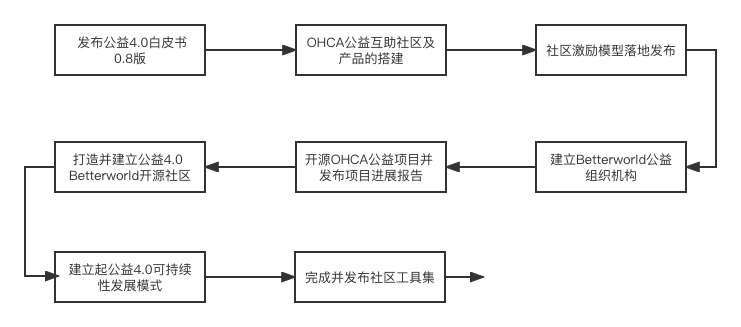 发布公益4.0白皮书
0.8版
OHCA公益互助社区及
产品的搭建
社区激励模型落地发布
建立Betterworld公益
组织机构
开源OHCA公益项目并
发布项目进展报告
打造并建立公益4.0
Betterworld开源社区
建立起公益4.0可持续
性发展模式
完成并发布社区工具集